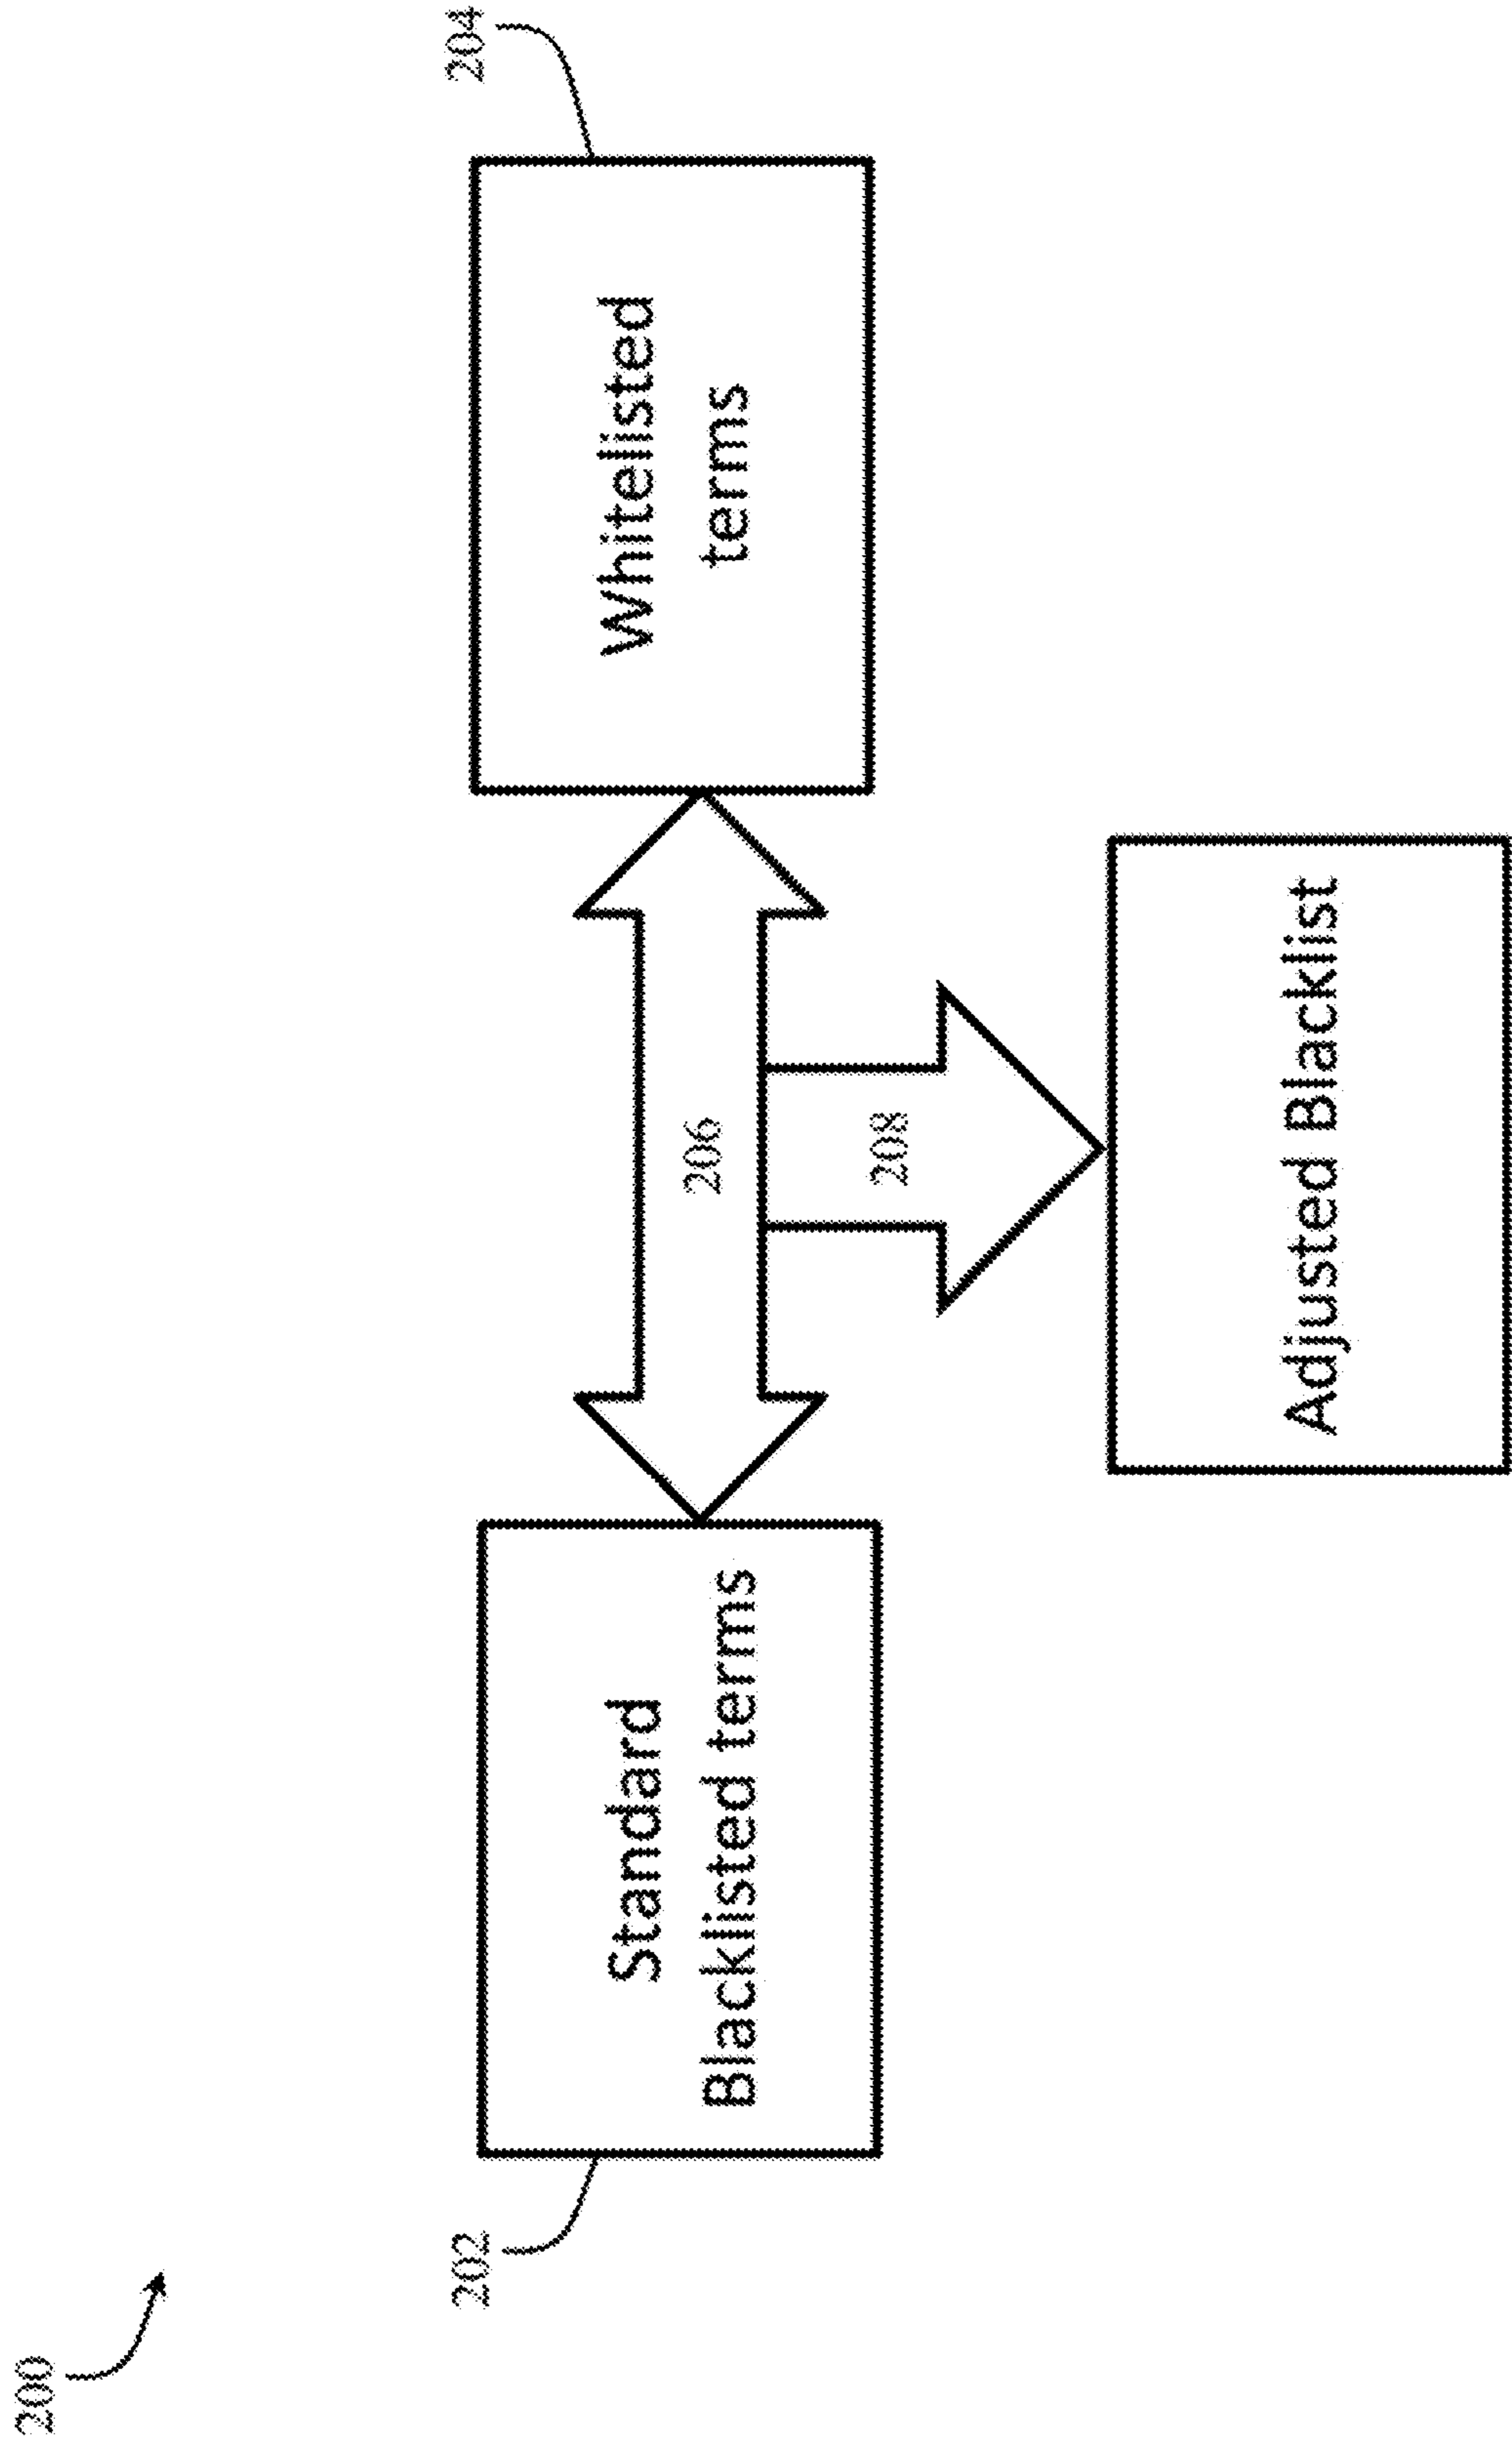 200
202
Standard
Blacklisted terms
206
204
Whitelisted
terms
208
Adjusted Blacklist